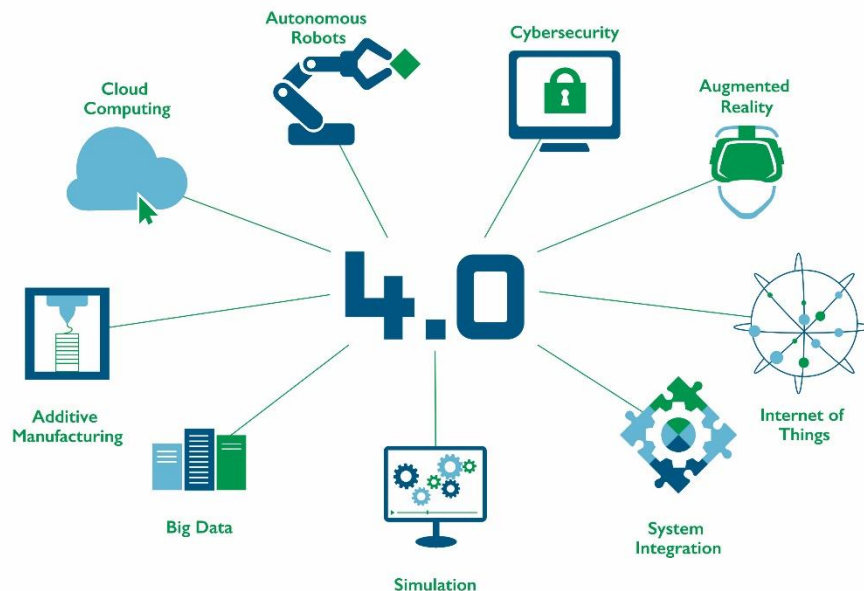 Autonomous
Robots
Cybersecurity
Cloud
Computing
Augmented
Reality
4.0
Additive
Manufacturing
Internet of
Things
Big Data
System
Integration
Simulation